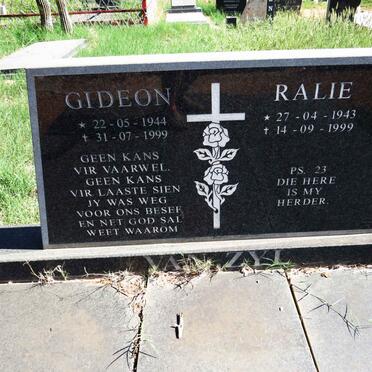 GIDEON
★ 22 - 05 - 1944
✝ 31 - 07 - 1999
GEEN KANS
VIR VAARWEL.
GEEN KANS
VIR LAASTE SIEN
JY WAS WEG
VOOR ONS BESEF
EN NET GOD SAL
WEET WAAROM
RALIE
★ 27 - 04 - 1943
✝ 14 - 09 - 1999
PS. 23
DIE HERE
IS MY
HERDER.
VAN ZYL